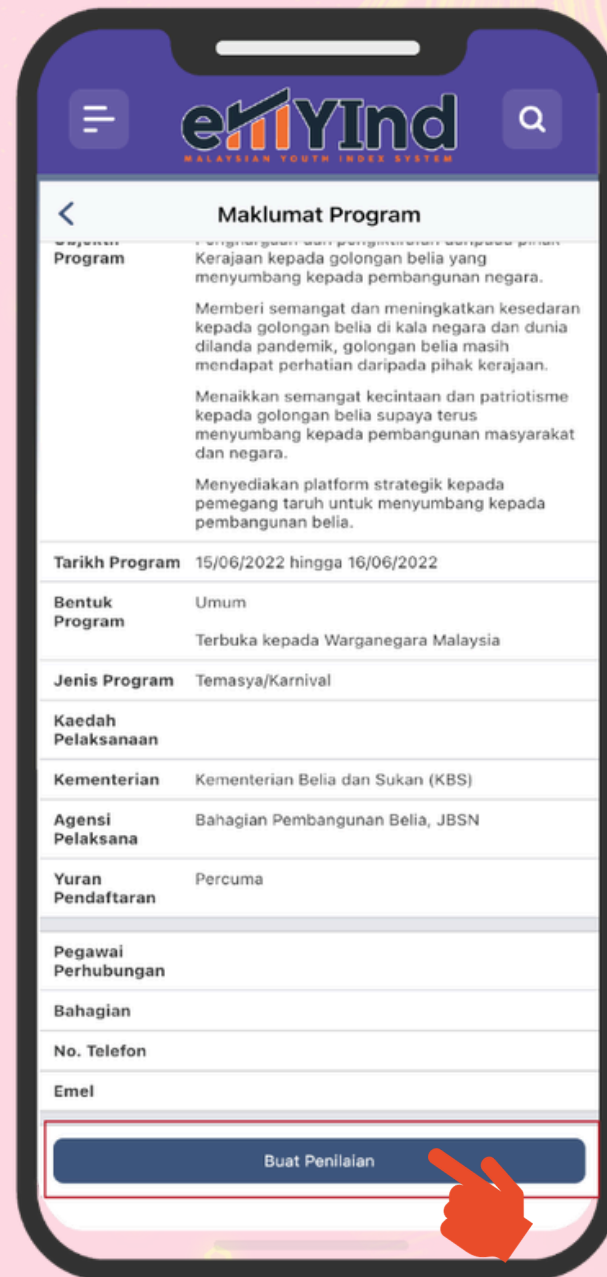 emYInd
MALAYSIAN YOUTH INDEX SYSTEM
Maklumat Program
Program
Kerajaan kepada golongan belia yang
menyumbang kepada pembangunan negara.
Memberi semangat dan meningkatkan kesedaran
kepada golongan belia di kala negara dan dunia
dilanda pandemik, golongan belia masih
mendapat perhatian daripada pihak kerajaan.
Menaikkan semangat kecintaan dan patriotisme
kepada golongan belia supaya terus
menyumbang kepada pembangunan masyarakat
dan negara.
Menyediakan platform strategik kepada
pemegang taruh untuk menyumbang kepada
pembangunan belia.
Tarikh Program 15/06/2022 hingga 16/06/2022
Bentuk Umum
Program
Terbuka kepada Warganegara Malaysia
Jenis Program Temasya/Karnival
Kaedah
Pelaksanaan
Kementerian Kementerian Belia dan Sukan (KBS)
Agensi Bahagian Pembangunan Belia, JBSN
Pelaksana
Yuran Percuma
Pendaftaran
Pegawai
Perhubungan
Bahagian
No. Telefon
Emel
Buat Penilaian